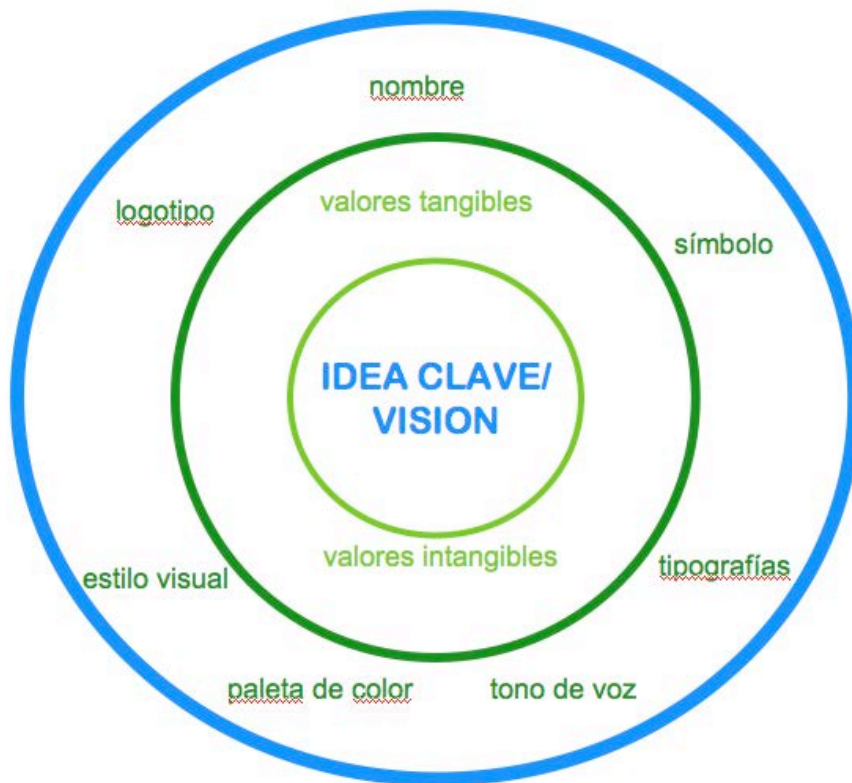 nombre
logotipo
valores tangibles
símbolo
IDEA CLAVE/
VISION
valores intangibles
tipografías
estilo visual
paleta de color
tono de voz